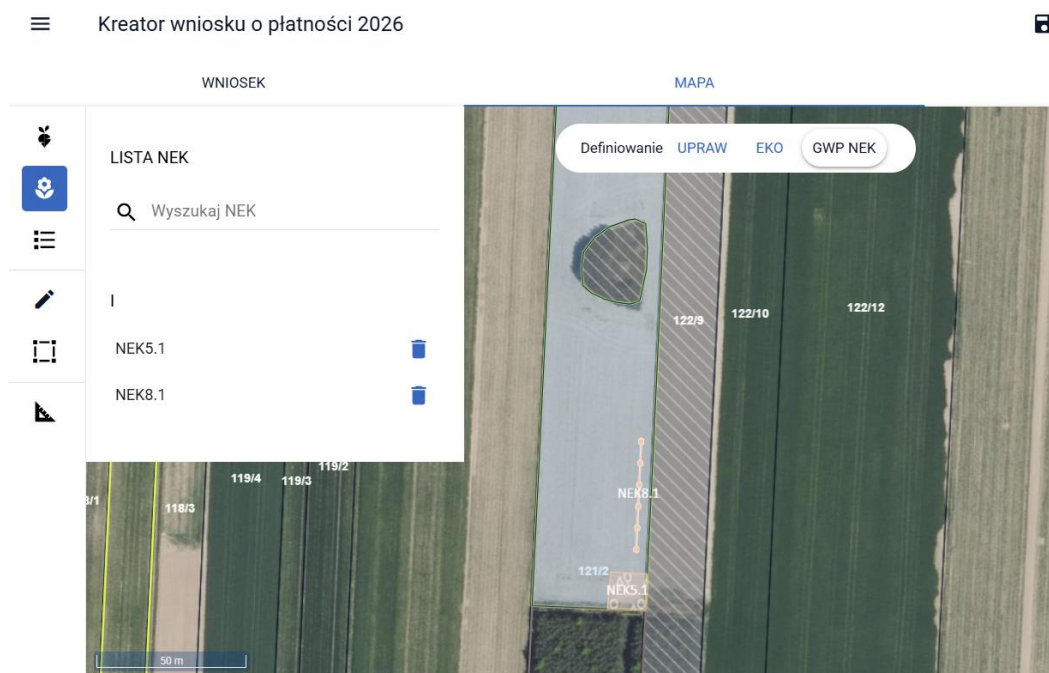 Kreator wniosku o płatności 2026
WNIOSEK
MAPA
LISTA NEK
Wyszukaj NEK
I
NEK5.1
NEK8.1
Definiowanie UPRAW EKO GWP NEK
122/9
122/10
122/12
NEK8.1
121/2
NEK5.1
119/2
119/4
119/3
3/1
118/3
50 m